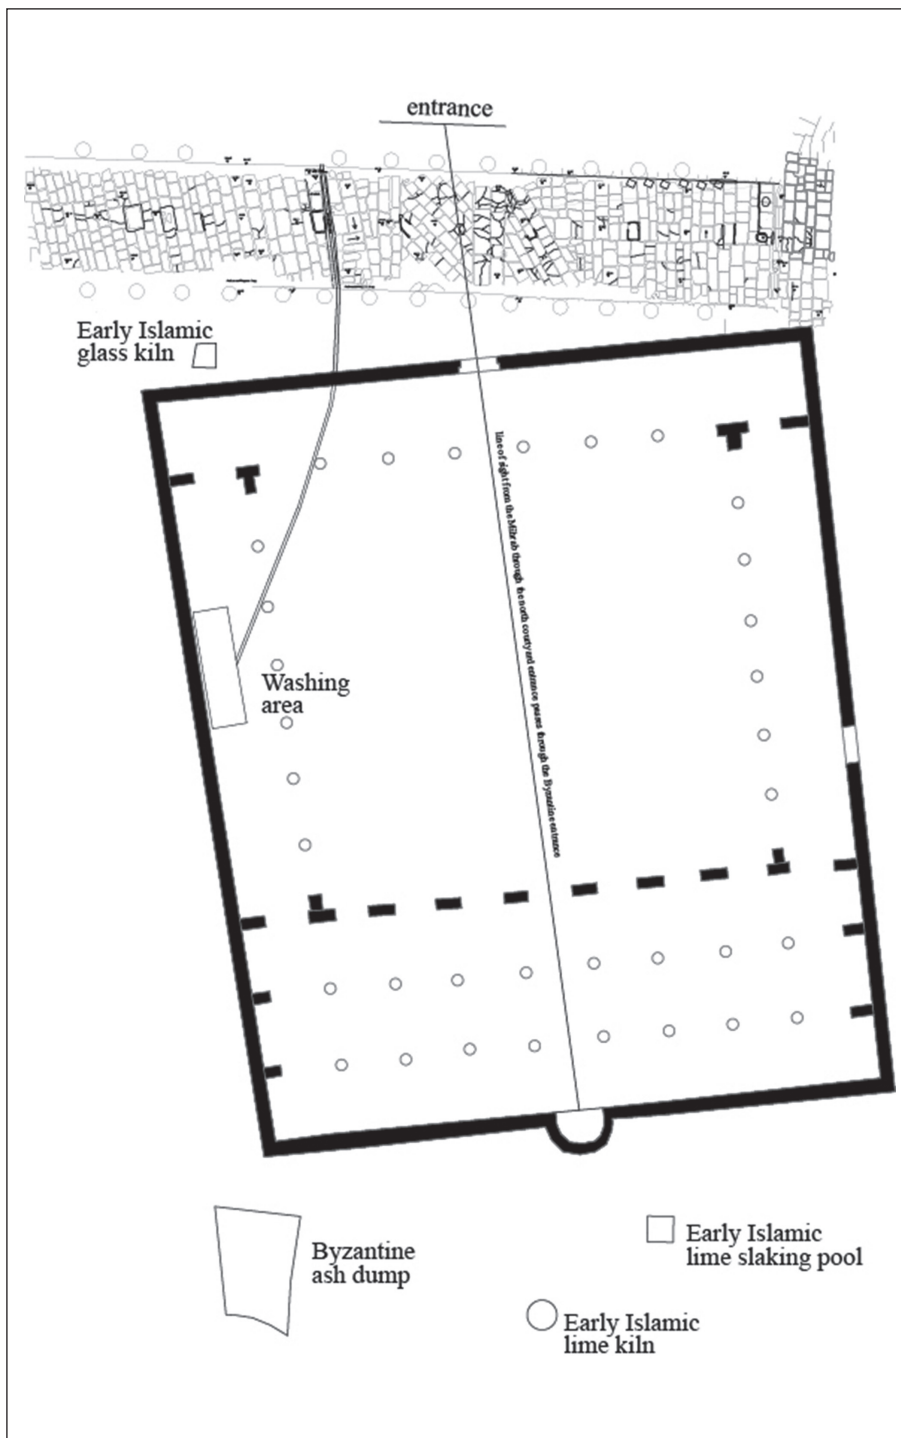 entrance
Early Islamic
glass kiln
line of sight from the Mihrab through the north courtyard entrance passes through the Byzantine entrance
Washing
area
Byzantine
ash dump
Early Islamic
lime slaking pool
Early Islamic
lime kiln